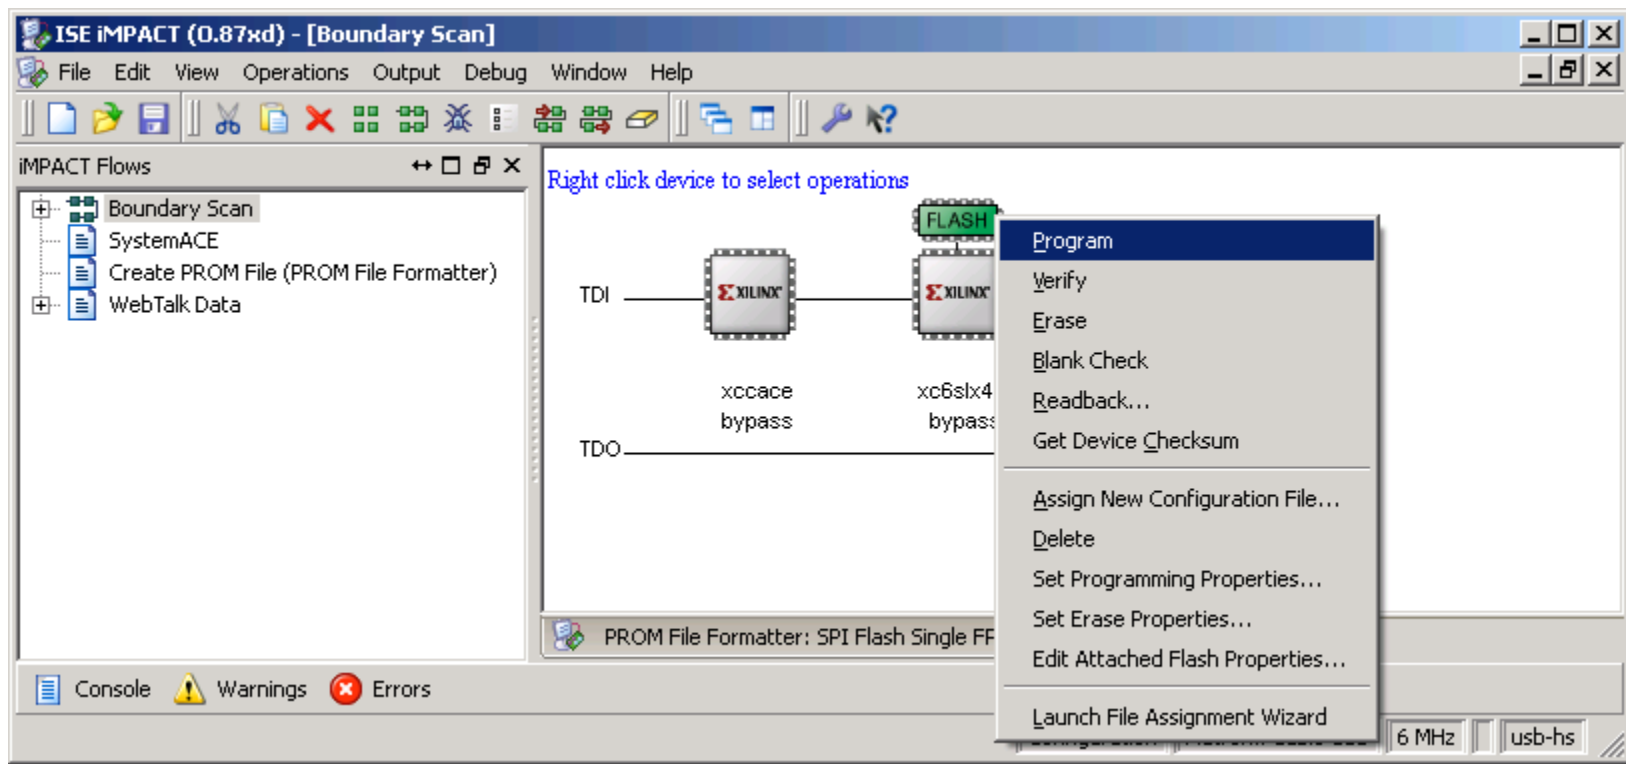 ISE iMPACT (0.87xd) - [Boundary Scan]
File Edit View Operations Output Debug Window Help
iMPACT Flows
Boundary Scan
SystemACE
Create PROM File (PROM File Formatter)
WebTalk Data
Right click device to select operations
FLASH
TDI
XILINX
XILINX
xccace
bypass
xc6slx4
bypass
TDO
Program
Verify
Erase
Blank Check
Readback...
Get Device Checksum
Assign New Configuration File...
Delete
Set Programming Properties...
Set Erase Properties...
Edit Attached Flash Properties...
Launch File Assignment Wizard
PROM File Formatter: SPI Flash Single FP
Console Warnings Errors
6 MHz usb-hs